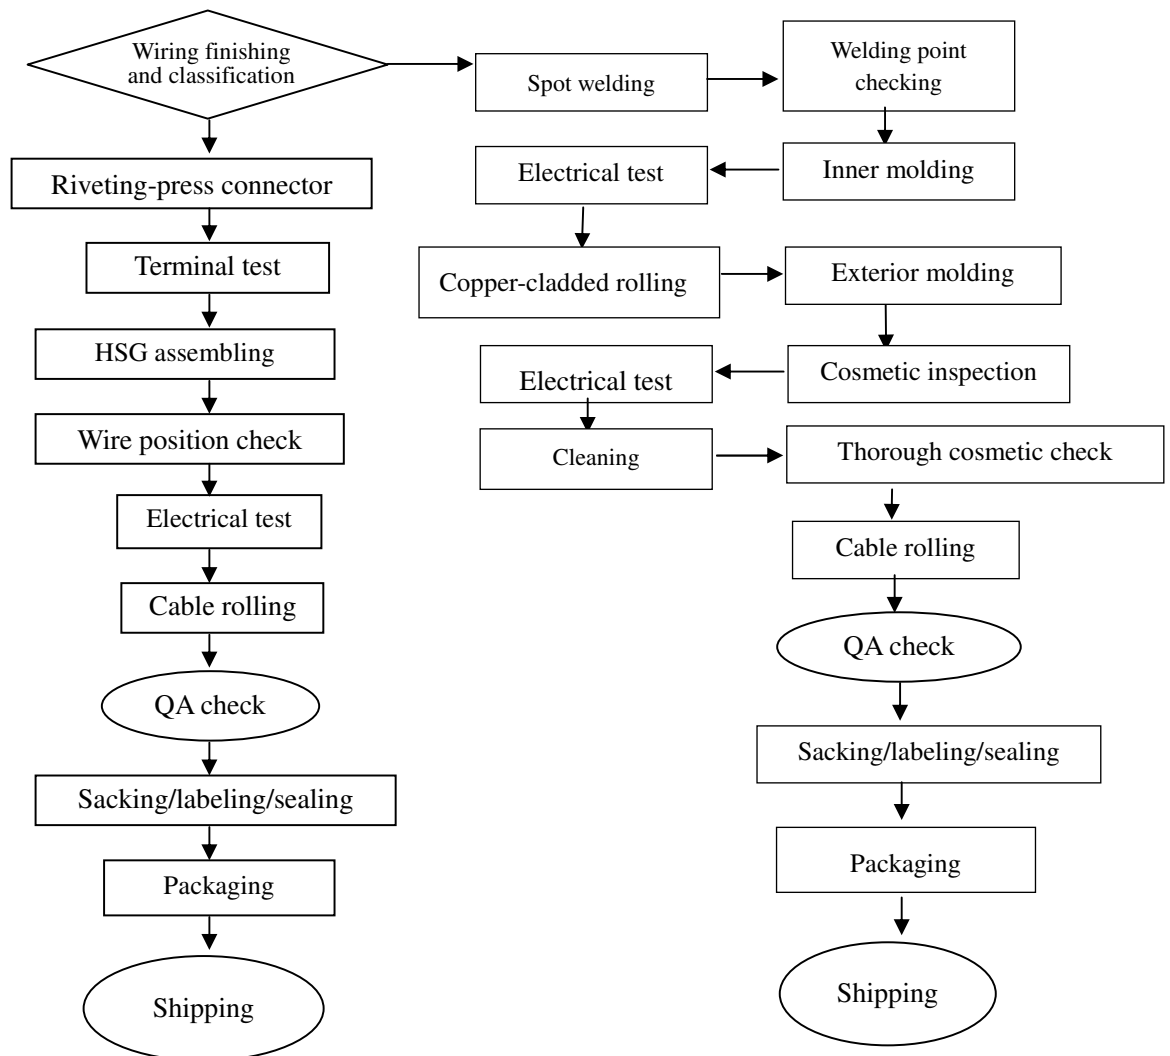 Wiring finishing
and classification
Spot welding
Welding point
checking
Riveting-press connector
Electrical test
Inner molding
Terminal test
Copper-cladded rolling
Exterior molding
HSG assembling
Electrical test
Cosmetic inspection
Wire position check
Cleaning
Thorough cosmetic check
Electrical test
Cable rolling
Cable rolling
QA check
QA check
Sacking/labeling/sealing
Sacking/labeling/sealing
Packaging
Packaging
Shipping
Shipping